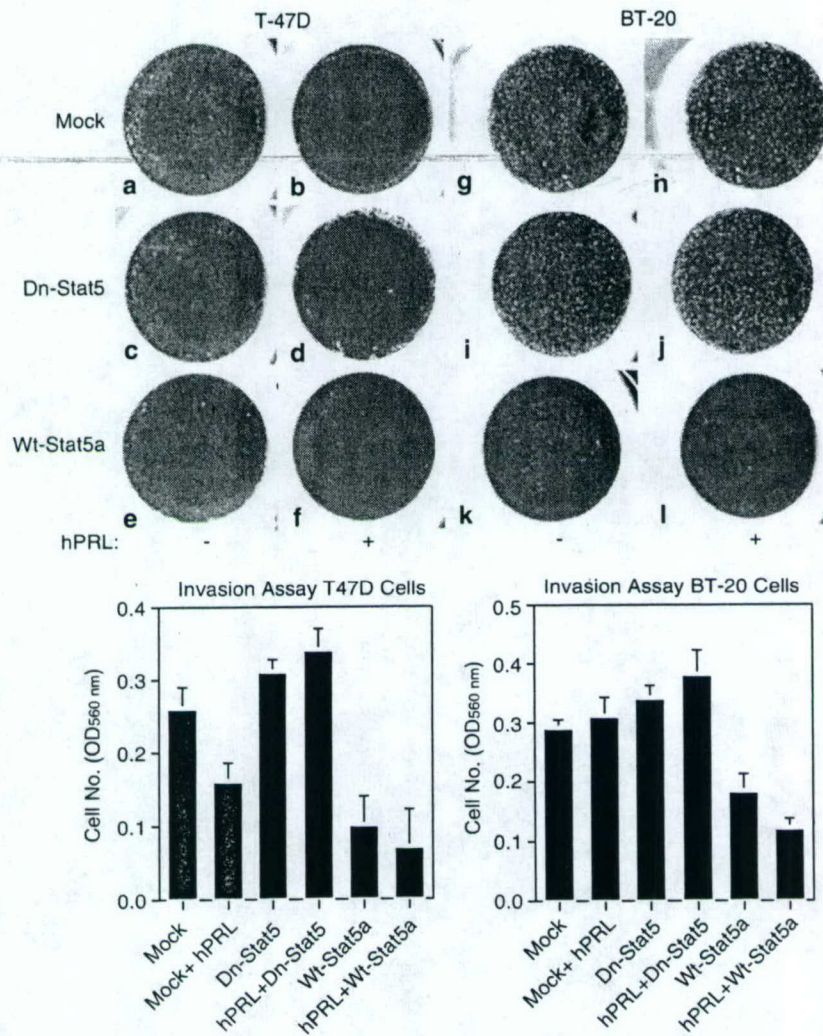 T-47D BT-20
Mock
a b g n
Dn-Stat5
c d i j
Wt-Stat5a
e f k l
hPRL: - + - +
Invasion Assay T47D Cells
Cell No. (OD560 nm)
0.4
0.3
0.2
0.1
0.0
Mock
Mock+ hPRL
Dn-Stat5
hPRL+Dn-Stat5
Wt-Stat5a
hPRL+Wt-Stat5a
Invasion Assay BT-20 Cells
Cell No. (OD560 nm)
0.5
0.4
0.3
0.2
0.1
0.0
Mock
Mock+ hPRL
Dn-Stat5
hPRL+Dn-Stat5
Wt-Stat5a
hPRL+Wt-Stat5a